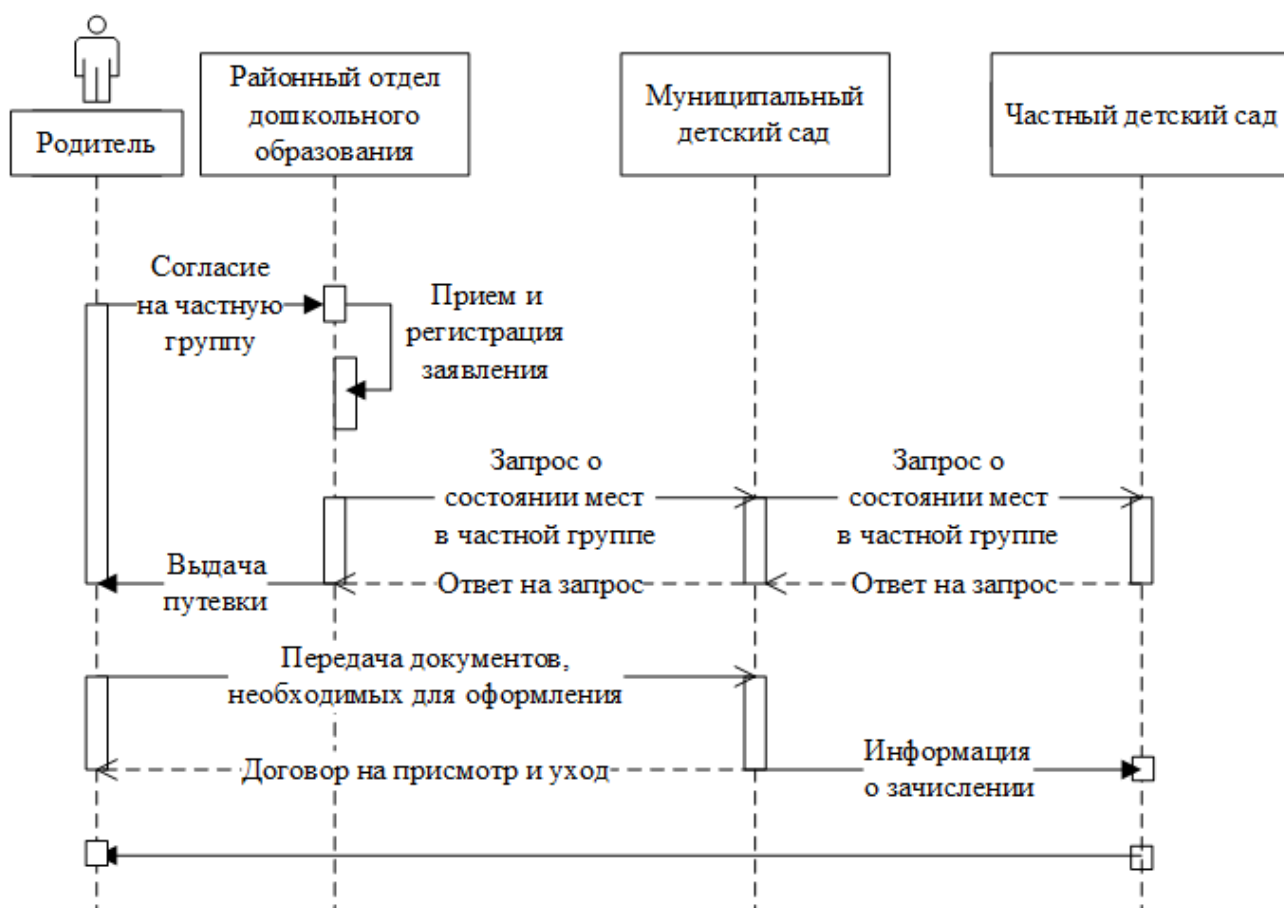 Родитель
Районный отдел
дошкольного
образования
Муниципальный
детский сад
Частный детский сад
Согласие
на частную
группу
Прием и
регистрация
заявления
Запрос о
состоянии мест
в частной группе
Запрос о
состоянии мест
в частной группе
Выдача
путевки
Ответ на запрос
Ответ на запрос
Передача документов,
необходимых для оформления
Договор на присмотр и уход
Информация
о зачислении